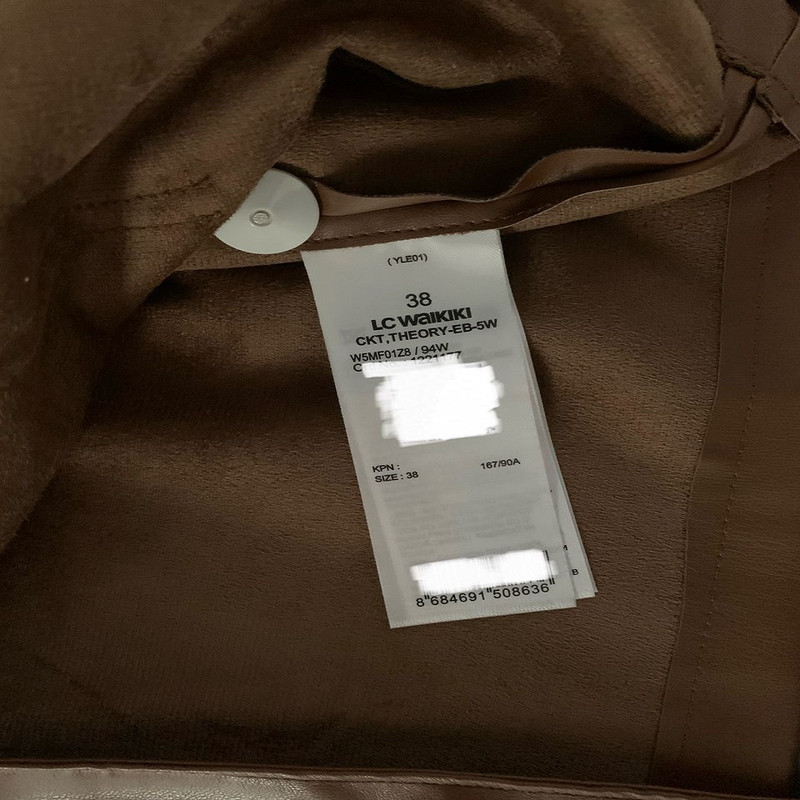 ( YLE01)
38
LC WAIKIKI
CKT,THEORY-EB-5W
W5MF01Z8 / 94W
KPN :
167/90A
SIZE : 38
8"684691"508636"